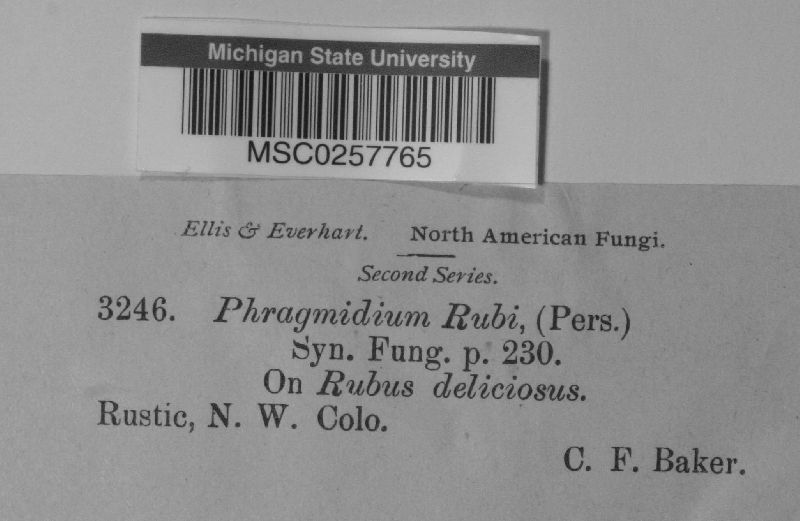 Michigan State University
MSC0257765
Ellis & Everhart. North American Fungi.
Second Series.
3246. Phragmidium Rubi, (Pers.)
Syn. Fung. p. 230.
On Rubus deliciosus.
Rustic, N. W. Colo.
C. F. Baker.